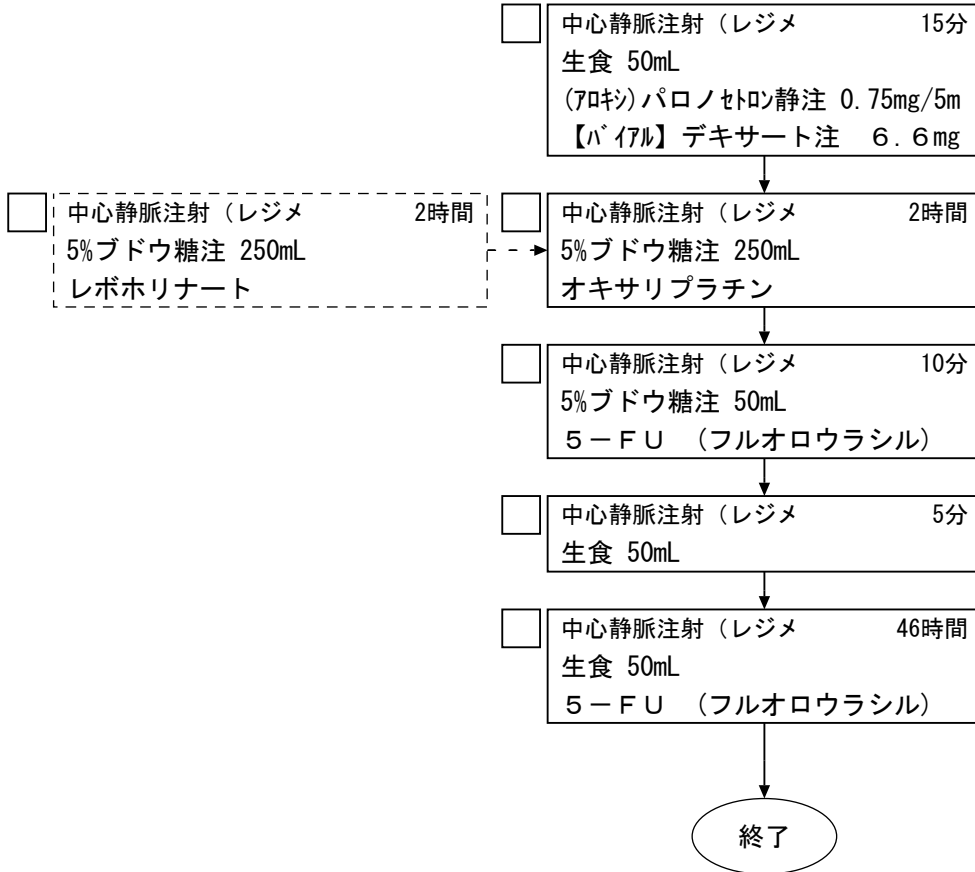 中心静脈注射（レジメ 15分
生食 50mL
(ｱﾛｷｼ)パロノセトロン静注 0.75mg/5m
【ﾊﾞｲｱﾙ】デキサート注　６.６mg
中心静脈注射（レジメ 2時間
5%ブドウ糖注 250mL
レボホリナート
中心静脈注射（レジメ 2時間
5%ブドウ糖注 250mL
オキサリプラチン
中心静脈注射（レジメ 10分
5%ブドウ糖注 50mL
５－ＦＵ　（フルオロウラシル）
中心静脈注射（レジメ 5分
生食 50mL
中心静脈注射（レジメ 46時間
生食 50mL
５－ＦＵ　（フルオロウラシル）
終了